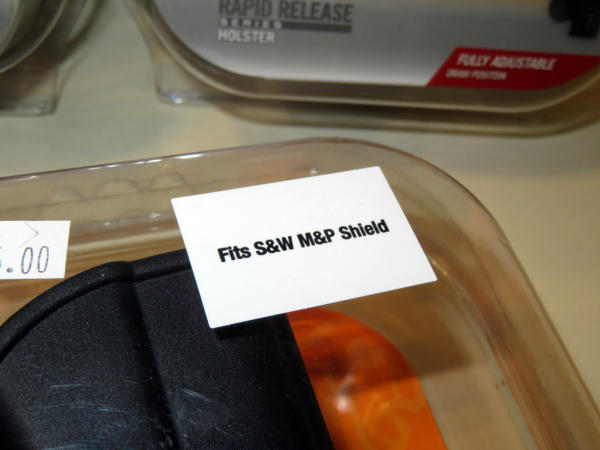 RAPID RELEASE
SERIES
HOLSTER
FULLY ADJUSTABLE
DRAW POSITION
.00
Fits S&W M&P Shield